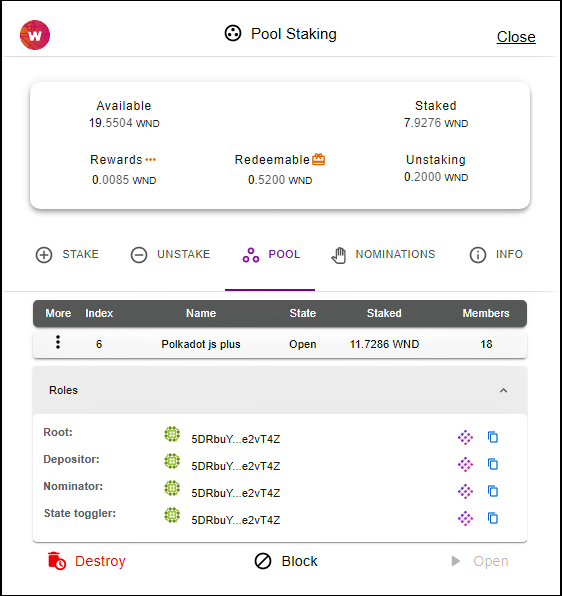 W
Pool Staking
Close
Available
Staked
19.5504 WND
7.9276 WND
Rewards
Redeemable
Unstaking
0.0085 WND
0.5200 WND
0.2000 WND
STAKE UNSTAKE POOL NOMINATIONS INFO
More Index Name State Staked Members
6 Polkadot js plus Open 11.7286 WND 18
Roles
Root: 5DRbuY...e2vT4Z
Depositor: 5DRbuY...e2vT4Z
Nominator: 5DRbuY...e2vT4Z
State toggler: 5DRbuY...e2vT4Z
Destroy Block Open